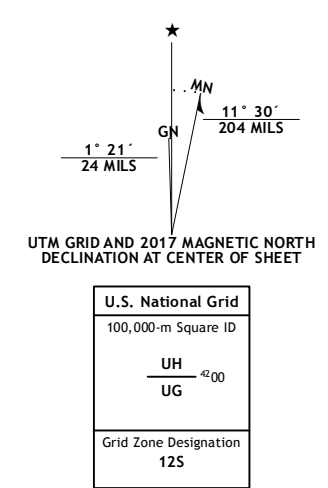 ★
MN
GN
11° 30´
204 MILS
1° 21´
24 MILS
UTM GRID AND 2017 MAGNETIC NORTH
DECLINATION AT CENTER OF SHEET
U.S. National Grid
100,000-m Square ID
UH
4200
UG
Grid Zone Designation
12S